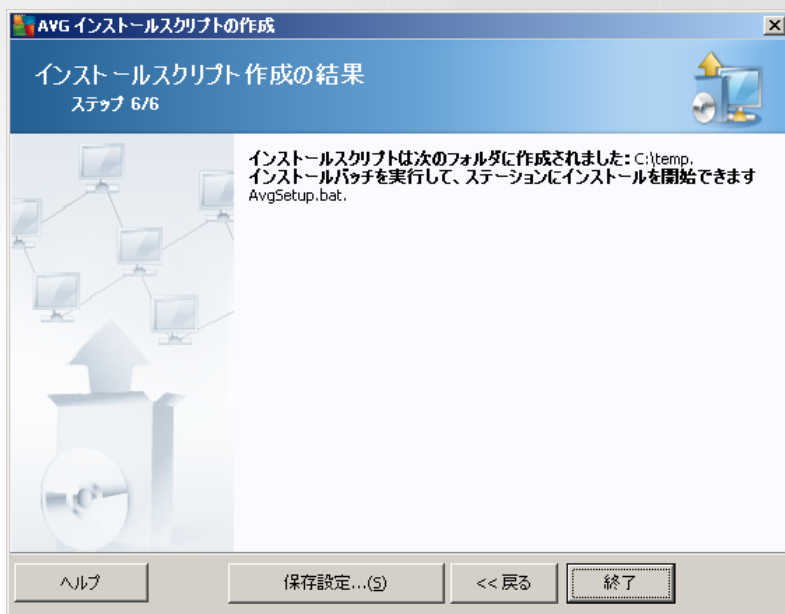 AVG インストールスクリプトの作成
インストールスクリプト作成の結果
ステップ 6/6
インストールスクリプトは次のフォルダに作成されました: C:\temp.
インストールバッチを実行して、ステーションにインストールを開始できます
AvgSetup.bat.
ヘルプ
保存設定...(S)
<< 戻る
終了